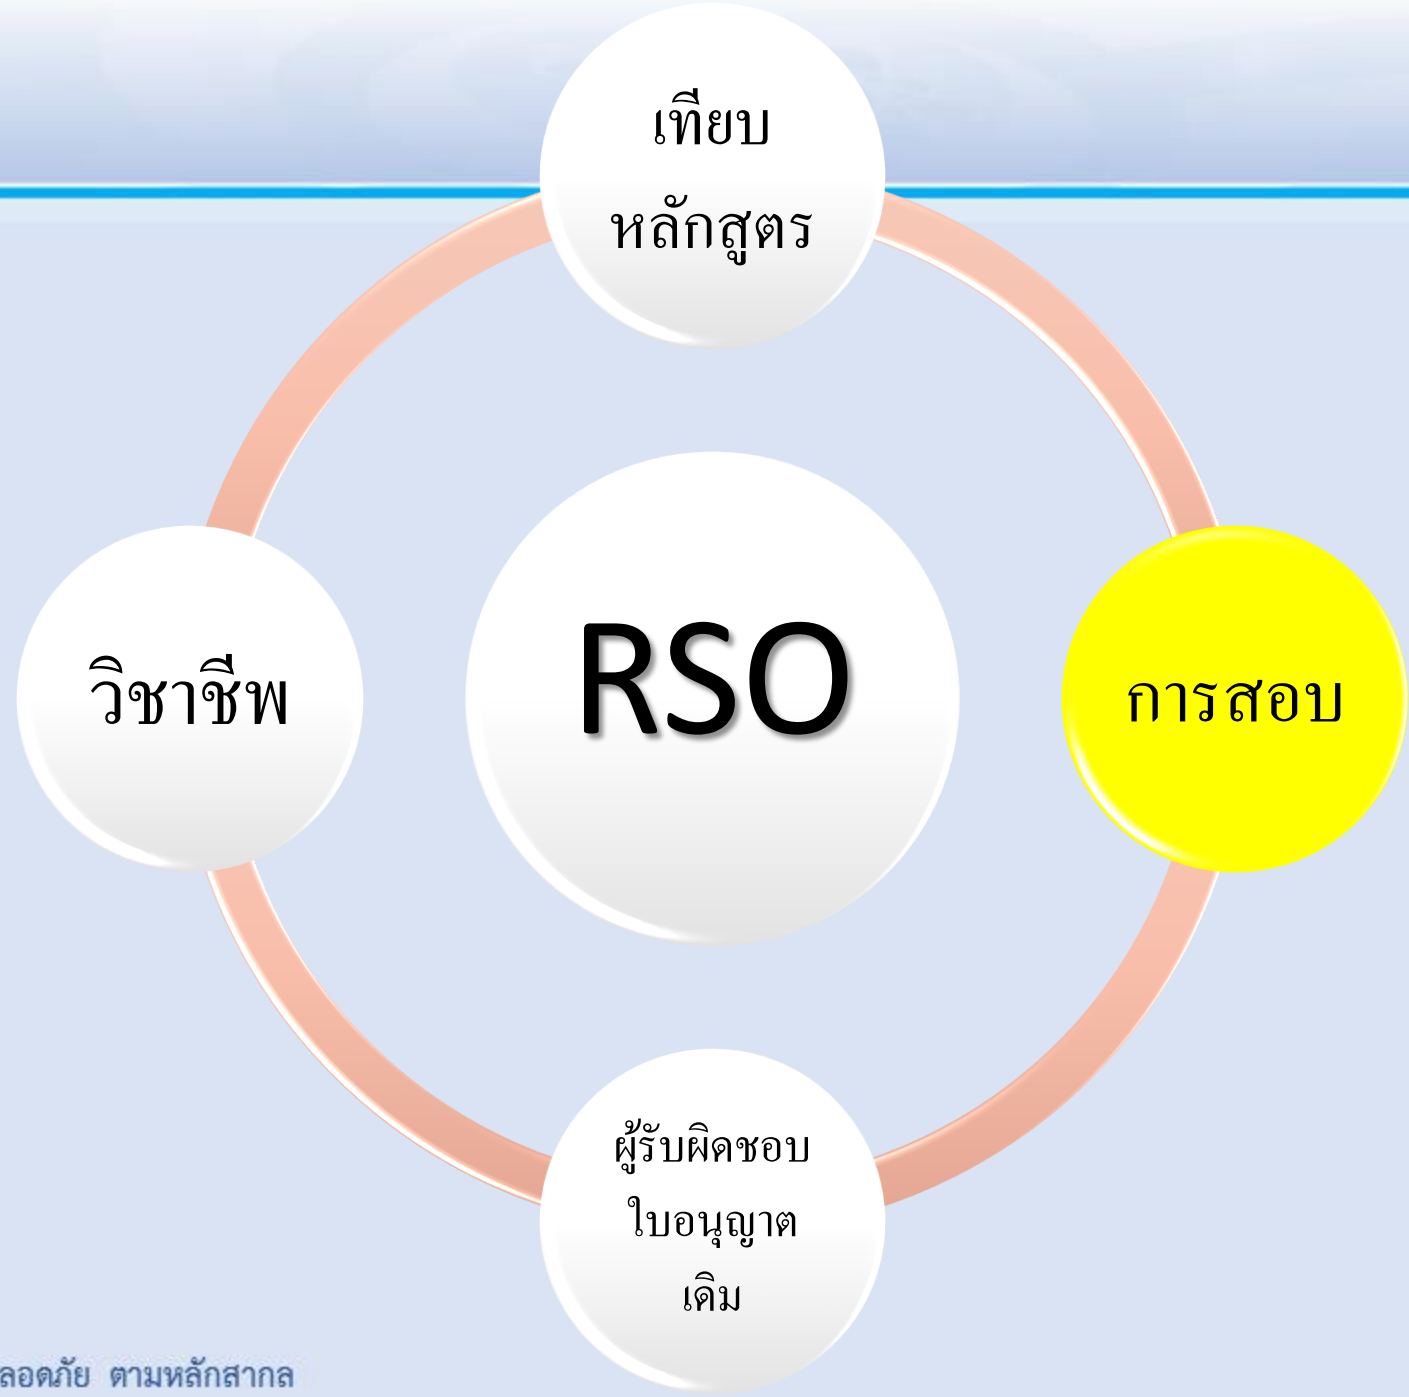 เทียบ
หลักสูตร
วิชาชีพ
RSO
การสอบ
ผู้รับผิดชอบ
ใบอนุญาต
เดิม
ลอดภัย ตามหลักสากล